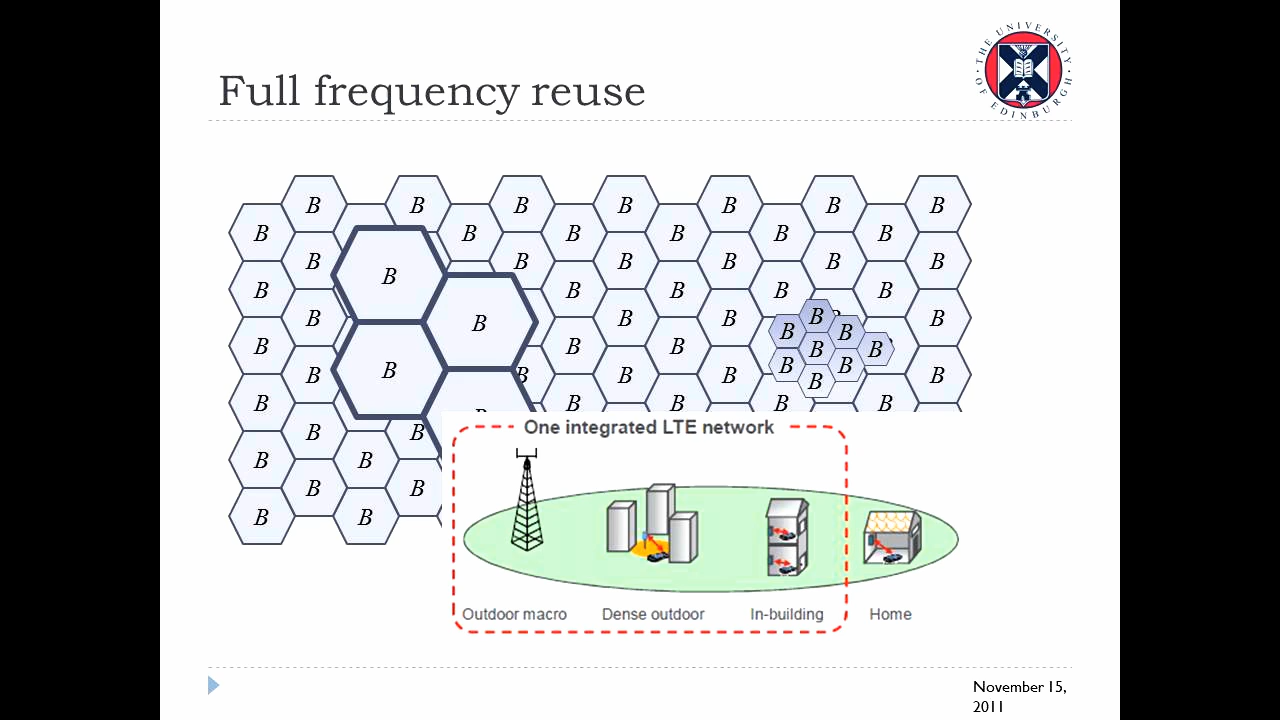 THE UNIVERSITY OF EDINBURGH
Full frequency reuse
B B B B B B B
B B B B B B
B B B B B B
B
B B B B B
B B B B B B
B B
B B B B B
B B B B B B B B
B
B B B B B
One integrated LTE network
B B
B B
B B
B B
Outdoor macro Dense outdoor In-building Home
November 15,
2011